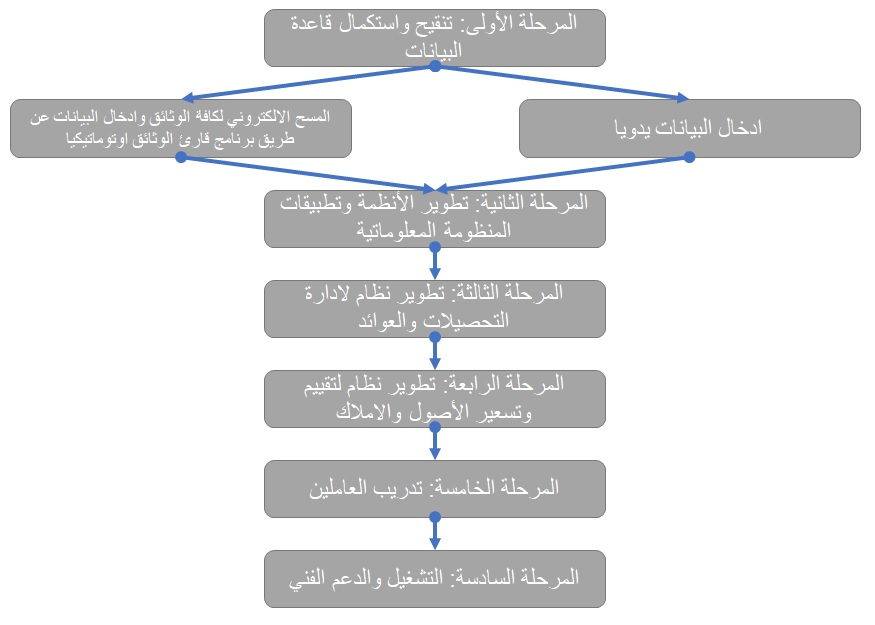 المرحلة الأولى: تنقيح واستكمال قاعدة
البيانات
ادخال البيانات يدويا
المسح الالكتروني لكافة الوثائق وادخال البيانات عن
طريق برنامج قارئ الوثائق اوتوماتيكيا
المرحلة الثانية: تطوير الأنظمة وتطبيقات
المنظومة المعلوماتية
المرحلة الثالثة: تطوير نظام لادارة
التحصيلات والعوائد
المرحلة الرابعة: تطوير نظام لتقييم
وتسعير الأصول والاملاك
المرحلة الخامسة: تدريب العاملين
المرحلة السادسة: التشغيل والدعم الفني